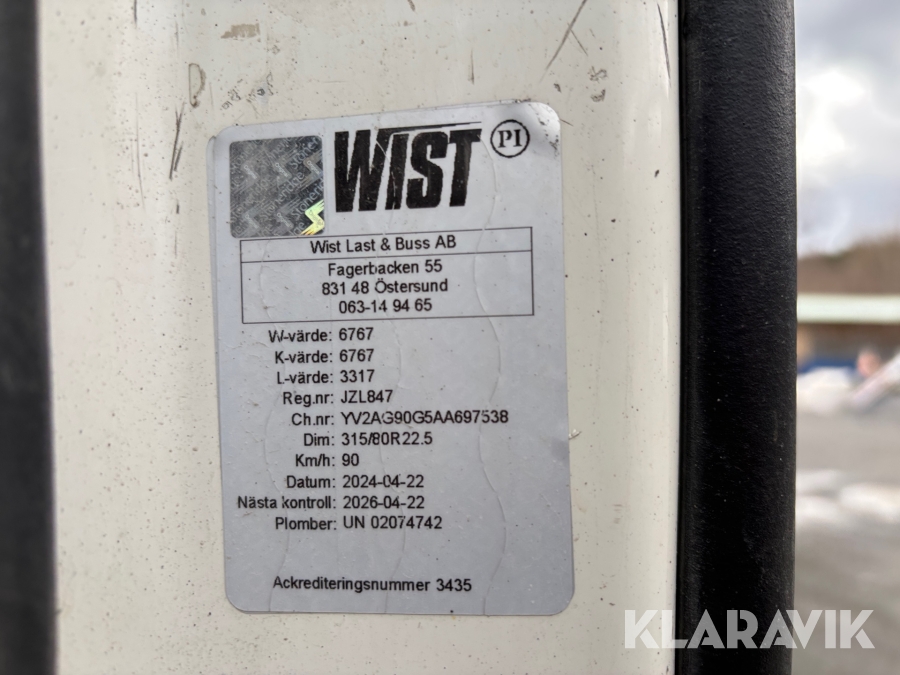 WIST PI
Wist Last & Buss AB
Fagerbacken 55
831 48 Östersund
063-14 94 65
W-värde: 6767
K-värde: 6767
L-värde: 3317
Reg.nr: JZL847
Ch.nr: YV2AG90G5AA697538
Dim: 315/80R22.5
Km/h: 90
Datum: 2024-04-22
Nästa kontroll: 2026-04-22
Plomber: UN 02074742
Ackrediteringsnummer 3435
KLARAVIK